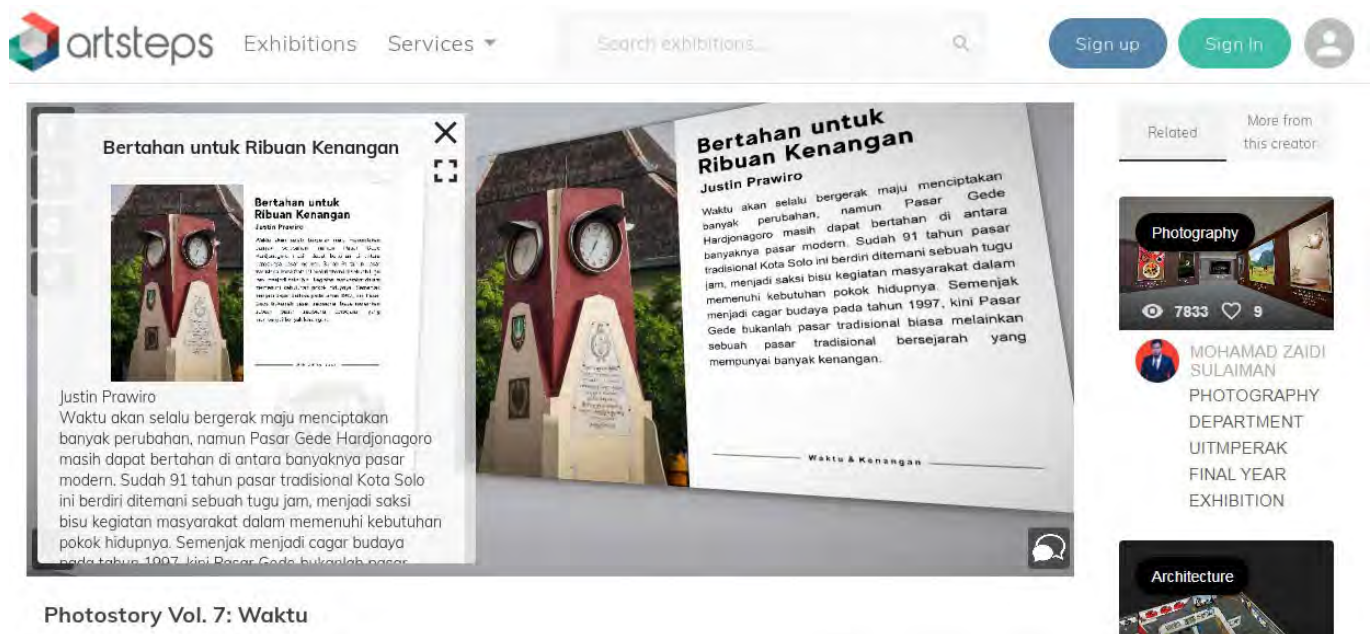 artsteps
Exhibitions
Services
Search exhibitions...
Sign up
Sign In
Bertahan untuk Ribuan Kenangan
Bertahan untuk
Ribuan Kenangan
Justin Prawiro
Justin Prawiro
Waktu akan selalu bergerak maju menciptakan
banyak perubahan, namun Pasar Gede Hardjonagoro
masih dapat bertahan di antara banyaknya pasar
modern. Sudah 91 tahun pasar tradisional Kota Solo
ini berdiri ditemani sebuah tugu jam, menjadi saksi
bisu kegiatan masyarakat dalam memenuhi kebutuhan
pokok hidupnya. Semenjak menjadi cagar budaya
pada tahun 1997, kini Pasar Gede bukanlah pasar
Bertahan untuk
Ribuan Kenangan
Justin Prawiro
Waktu akan selalu bergerak maju menciptakan
banyak perubahan, namun Pasar Gede
Hardjonagoro masih dapat bertahan di antara
banyaknya pasar modern. Sudah 91 tahun pasar
tradisional Kota Solo ini berdiri ditemani sebuah tugu
jam, menjadi saksi bisu kegiatan masyarakat dalam
memenuhi kebutuhan pokok hidupnya. Semenjak
menjadi cagar budaya pada tahun 1997, kini Pasar
Gede bukanlah pasar tradisional biasa melainkan
sebuah pasar tradisional bersejarah yang
mempunyai banyak kenangan.
Waktu & Kenangan
Related
More from
this creator
Photography
7833 9
MOHAMAD ZAIDI
SULAIMAN
PHOTOGRAPHY
DEPARTMENT
UITMPERAK
FINAL YEAR
EXHIBITION
Architecture
Photostory Vol. 7: Waktu